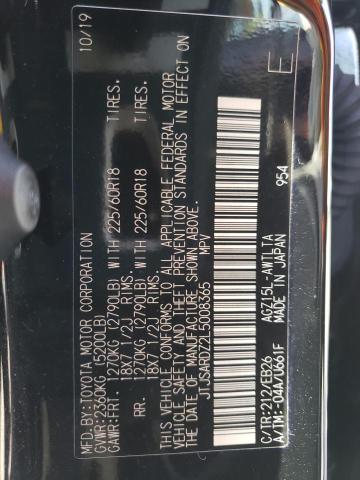 MFD.BY:TOYOTA MOTOR CORPORATION 10/19
GVWR:2360KG(5200LB)
GAWR:FRT. 1270KG(2790LB) WITH 225/60R18 TIRES.
18X7 1/2J RIMS.
RR. 1270KG(2790LB) WITH 225/60R18 TIRES.
18X7 1/2J RIMS.
THIS VEHICLE CONFORMS TO ALL APPLICABLE FEDERAL MOTOR
VEHICLE SAFETY AND THEFT PREVENTION STANDARDS IN EFFECT ON
THE DATE OF MANUFACTURE SHOWN ABOVE.
JTJSARDZ2L5008365 MPV
E
C/TR:212/EB26 AGZ15L-AWTLTA
A/TM:-04A/U661F MADE IN JAPAN 954